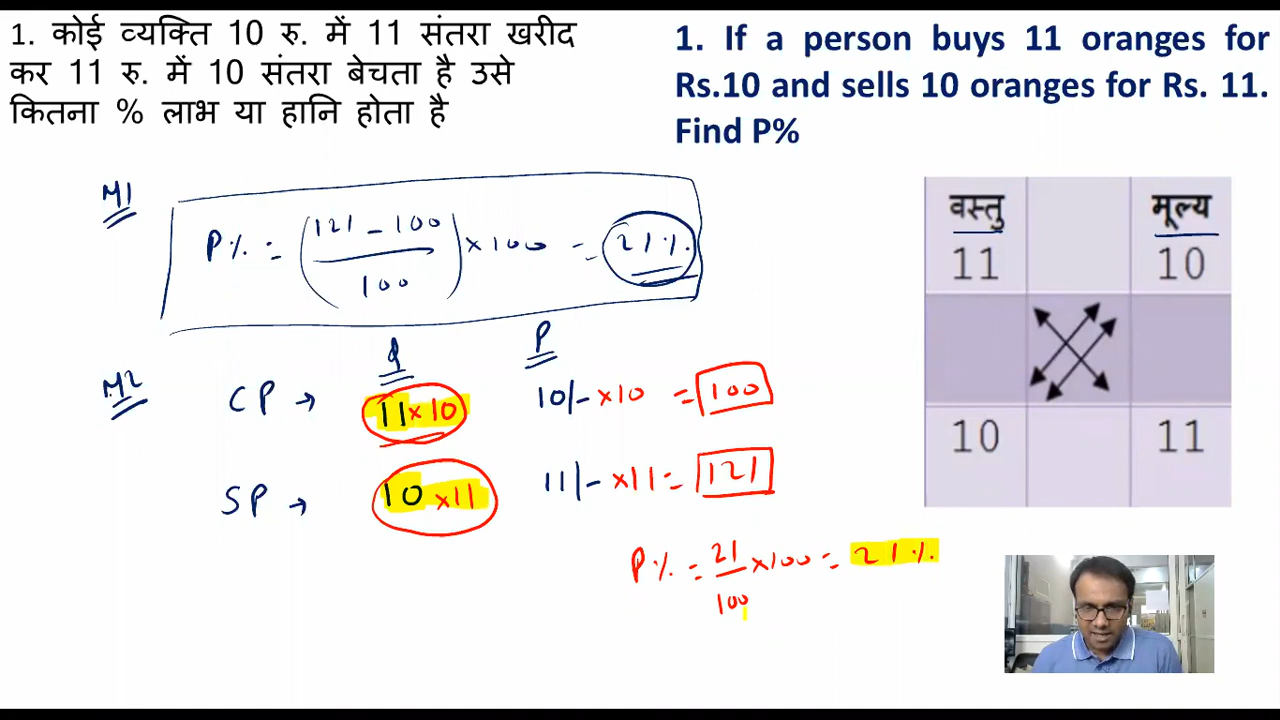 1. कोई व्यक्ति 10 रु. में 11 संतरा खरीद
कर 11 रु. में 10 संतरा बेचता है उसे
कितना % लाभ या हानि होता है
1. If a person buys 11 oranges for
Rs.10 and sells 10 oranges for Rs. 11.
Find P%
M1
P% = (121 - 100 / 100) × 100 = 21%
वस्तु मूल्य
11 10
10 11
M2
P
CP → 11 × 10 10/- × 10 = 100
SP → 10 × 11 11/- × 11 = 121
P% = 21/100 × 100 = 21%